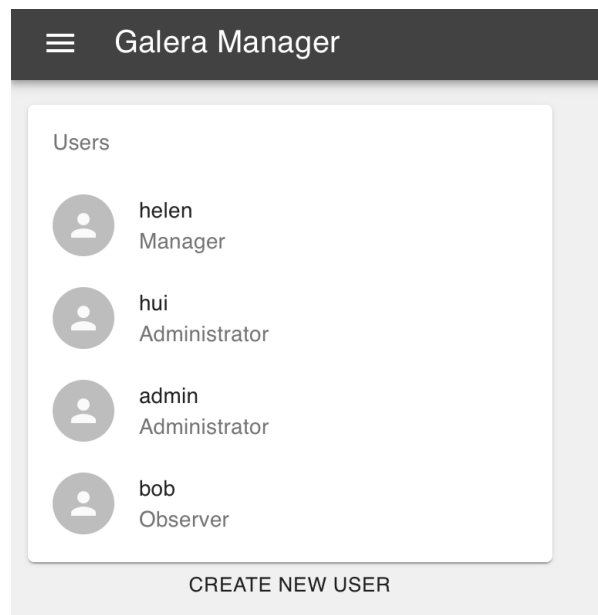 Galera Manager
Users
helen
Manager
hui
Administrator
admin
Administrator
bob
Observer
CREATE NEW USER